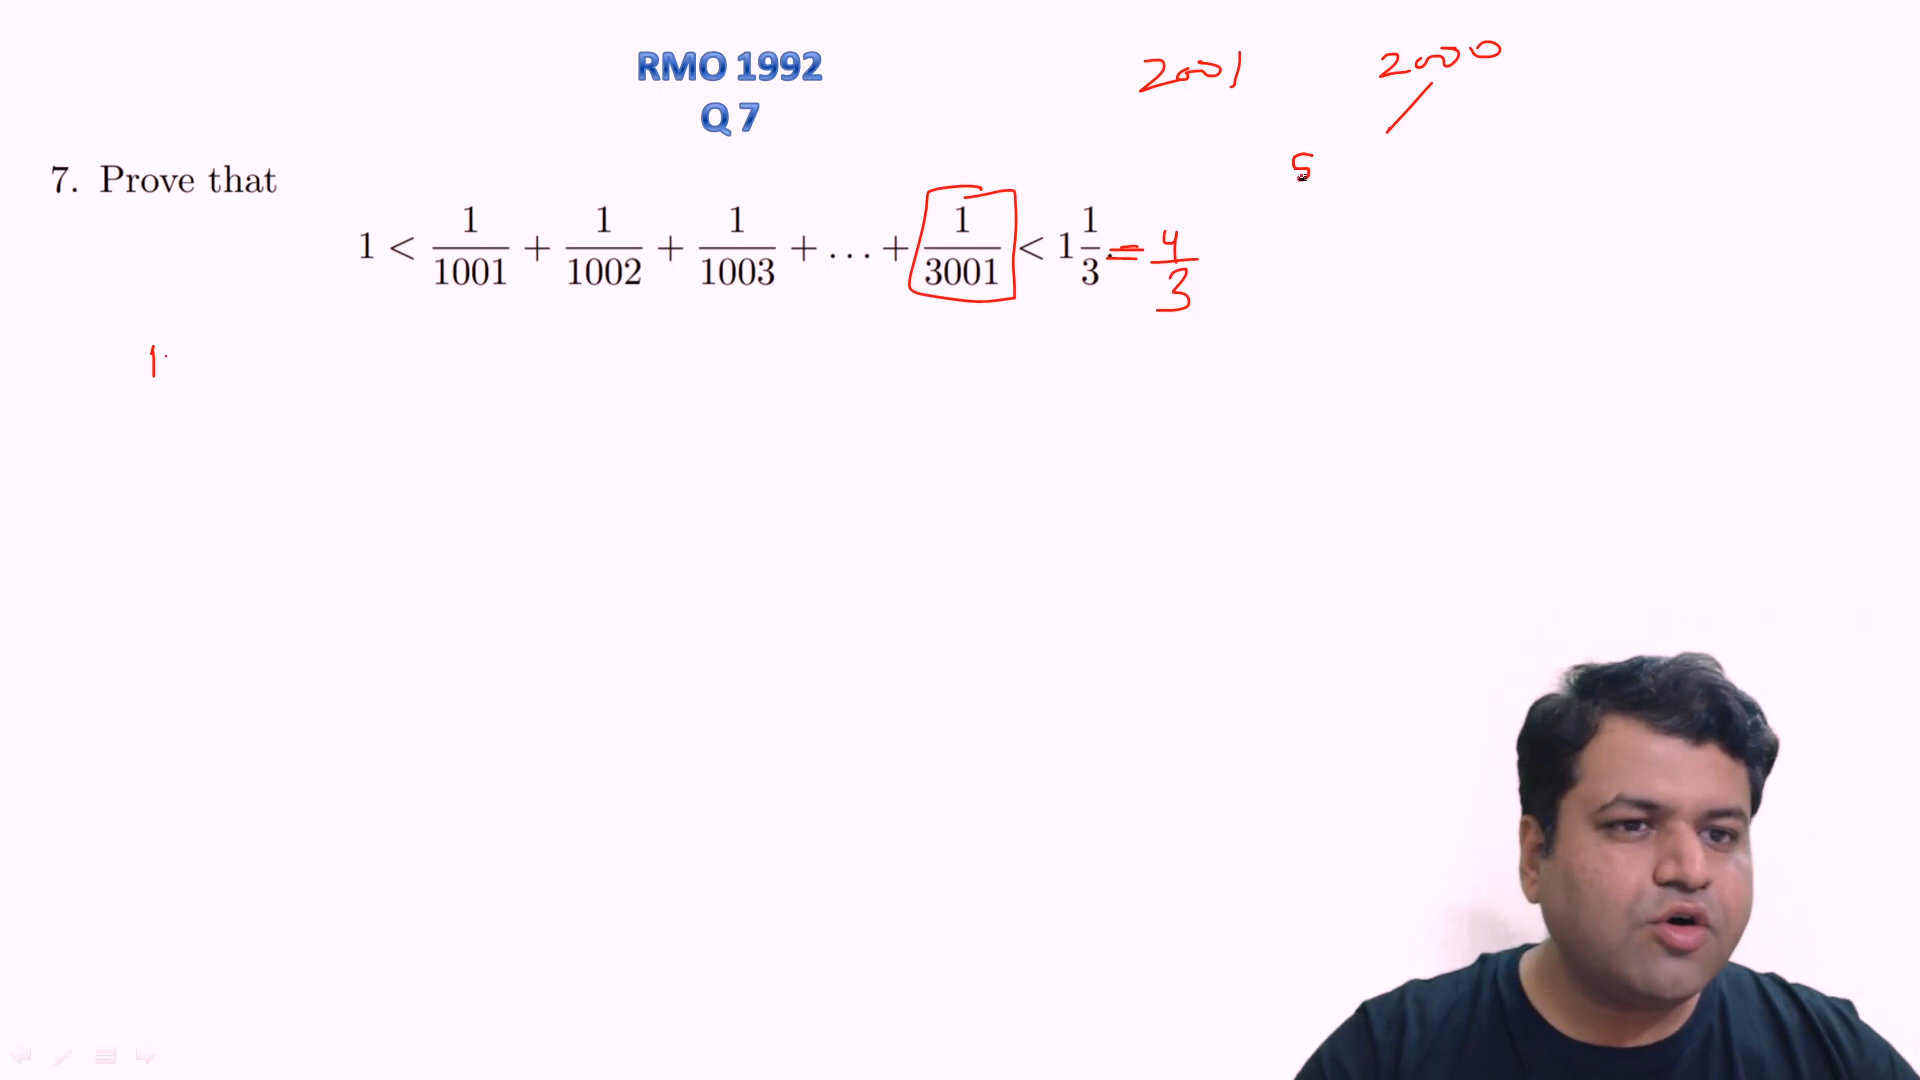 RMO 1992
Q 7
2001 2000
5
7. Prove that
1 < 1/1001 + 1/1002 + 1/1003 + ... + 1/3001 < 1 1/3. = 4/3
1